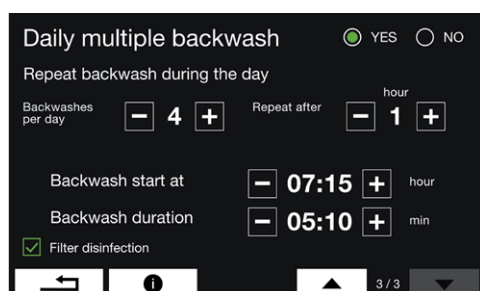 Daily multiple backwash YES NO
Repeat backwash during the day
hour
Backwashes per day − 4 + Repeat after − 1 +
Backwash start at − 07:15 + hour
Backwash duration − 05:10 + min
Filter disinfection
i 3/3